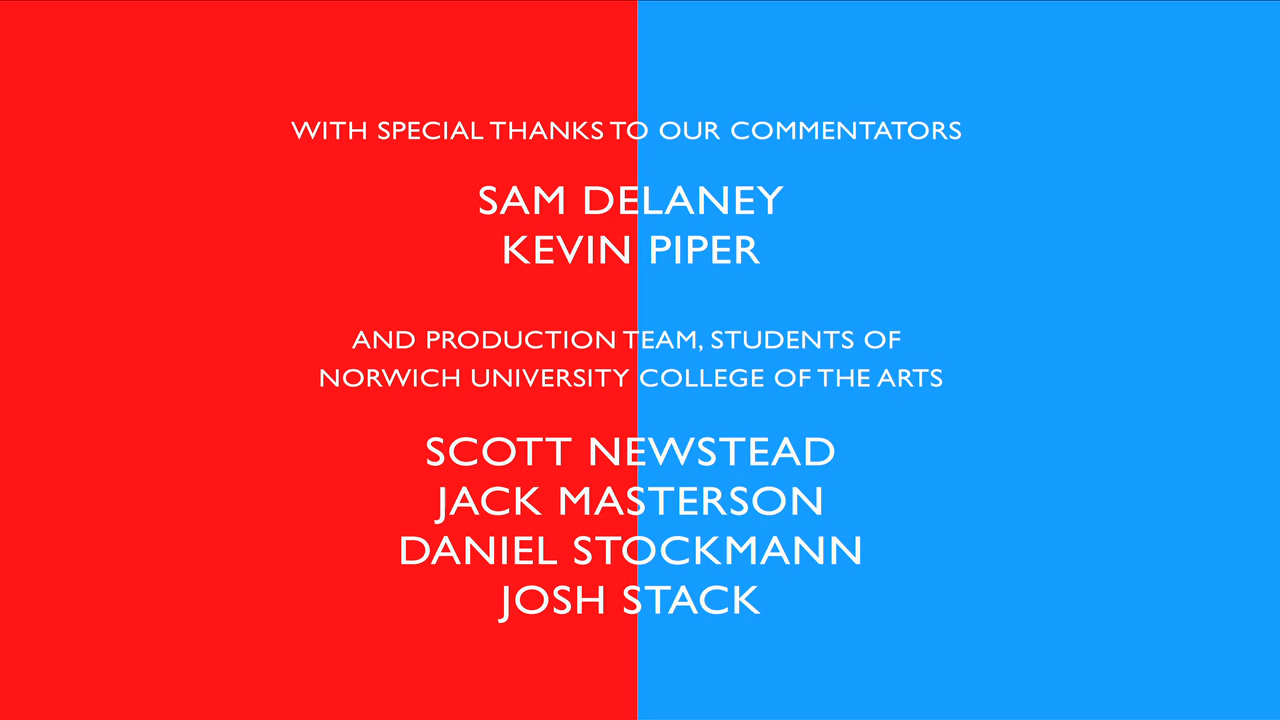 WITH SPECIAL THANKS TO OUR COMMENTATORS
SAM DELANEY
KEVIN PIPER
AND PRODUCTION TEAM, STUDENTS OF
NORWICH UNIVERSITY COLLEGE OF THE ARTS
SCOTT NEWSTEAD
JACK MASTERSON
DANIEL STOCKMANN
JOSH STACK